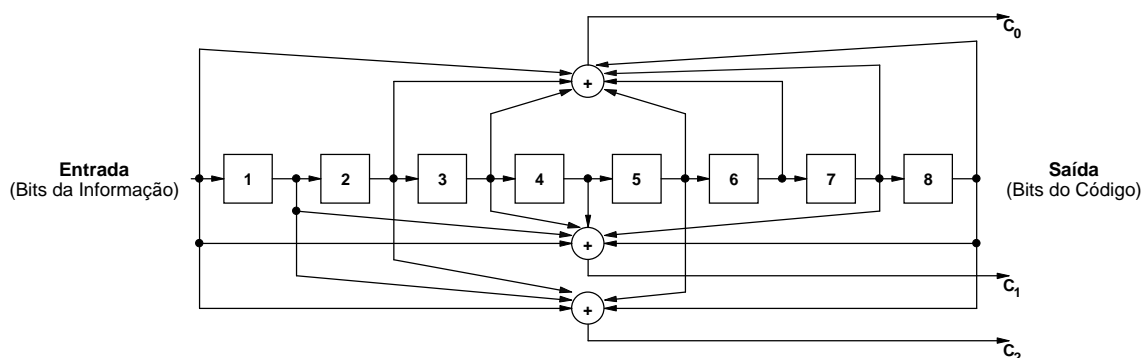 C0
+
Entrada
(Bits da Informação)
1 2 3 4 5 6 7 8
Saída
(Bits do Código)
+
C1
+
C2